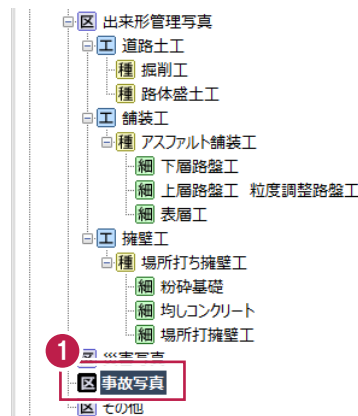 区 出来形管理写真
工 道路土工
種 掘削工
種 路体盛土工
工 舗装工
種 アスファルト舗装工
細 下層路盤工
細 上層路盤工 粒度調整路盤工
細 表層工
工 擁壁工
種 場所打ち擁壁工
細 粉砕基礎
細 均しコンクリート
細 場所打擁壁工
1
区 災害写真
区 事故写真
区 その他